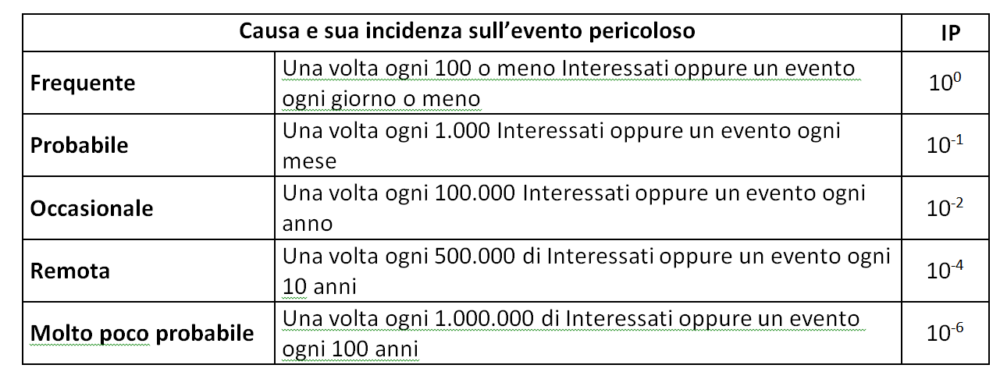 Causa e sua incidenza sull'evento pericoloso IP
Frequente
Una volta ogni 100 o meno Interessati oppure un evento
ogni giorno o meno
10⁰
Probabile
Una volta ogni 1.000 Interessati oppure un evento ogni
mese
10⁻¹
Occasionale
Una volta ogni 100.000 Interessati oppure un evento ogni
anno
10⁻²
Remota
Una volta ogni 500.000 di Interessati oppure un evento ogni
10 anni
10⁻⁴
Molto poco probabile
Una volta ogni 1.000.000 di Interessati oppure un evento
ogni 100 anni
10⁻⁶